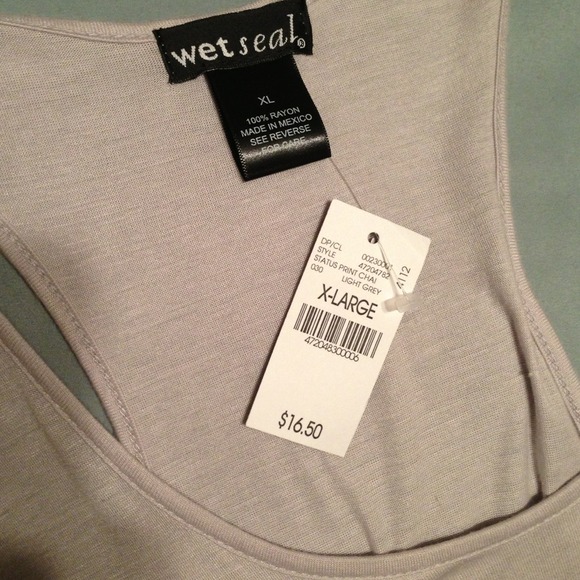 wet seal®
XL
100% RAYON
MADE IN MEXICO
SEE REVERSE
FOR CARE
DP/CL
STYLE 47204782
STATUS PRINT CHAI
030 LIGHT GREY
X-LARGE
472048300006
$16.50